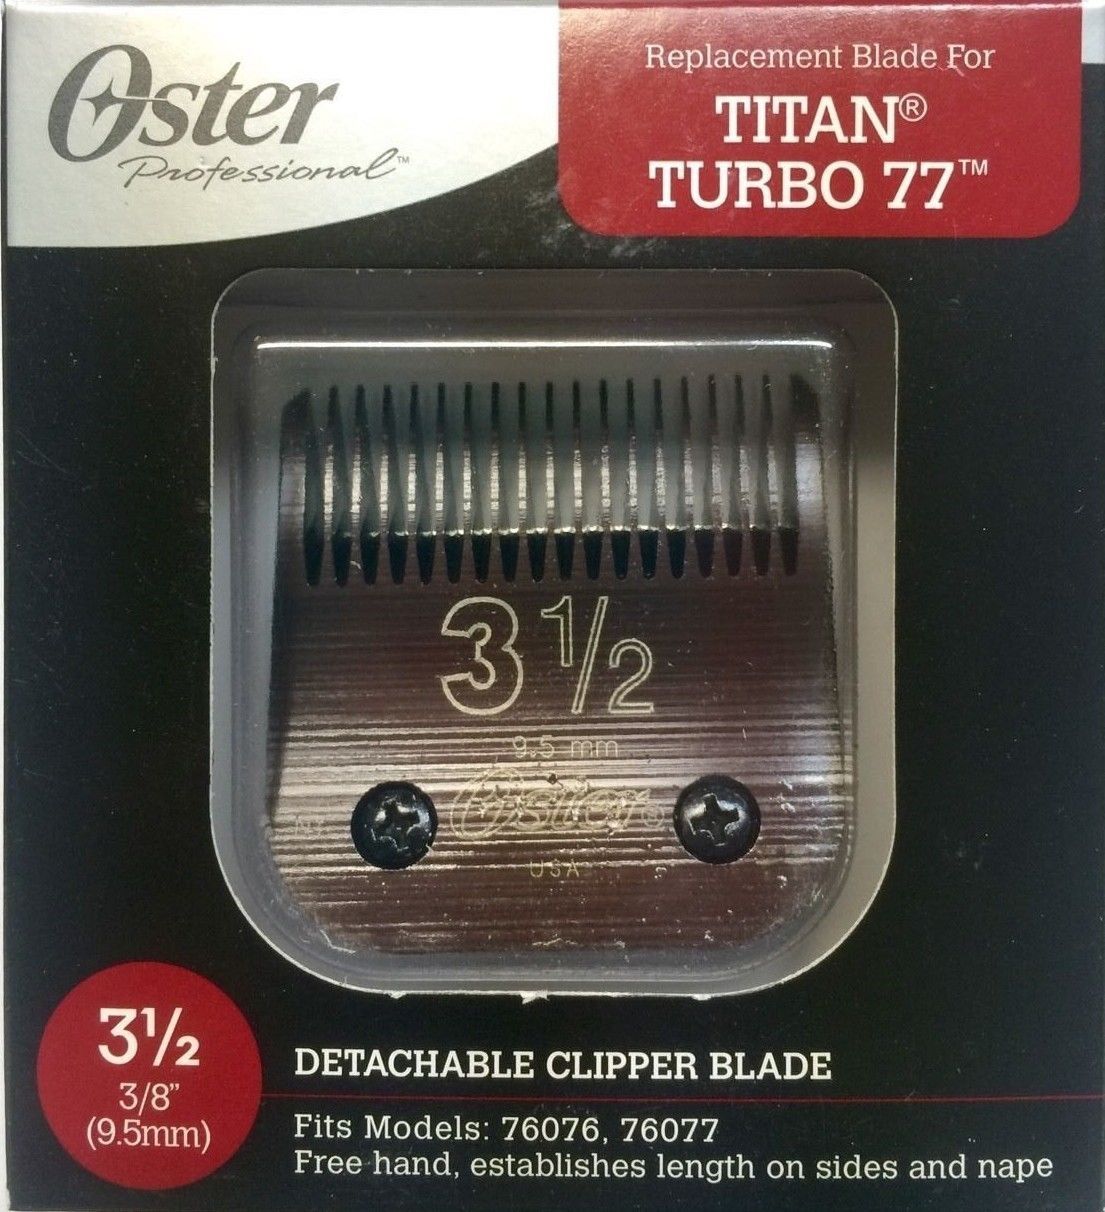 Oster
Professional™
Replacement Blade For
TITAN®
TURBO 77™
3 1/2
9.5 mm
Oster®
USA
3½
3/8"
(9.5mm)
DETACHABLE CLIPPER BLADE
Fits Models: 76076, 76077
Free hand, establishes length on sides and nape